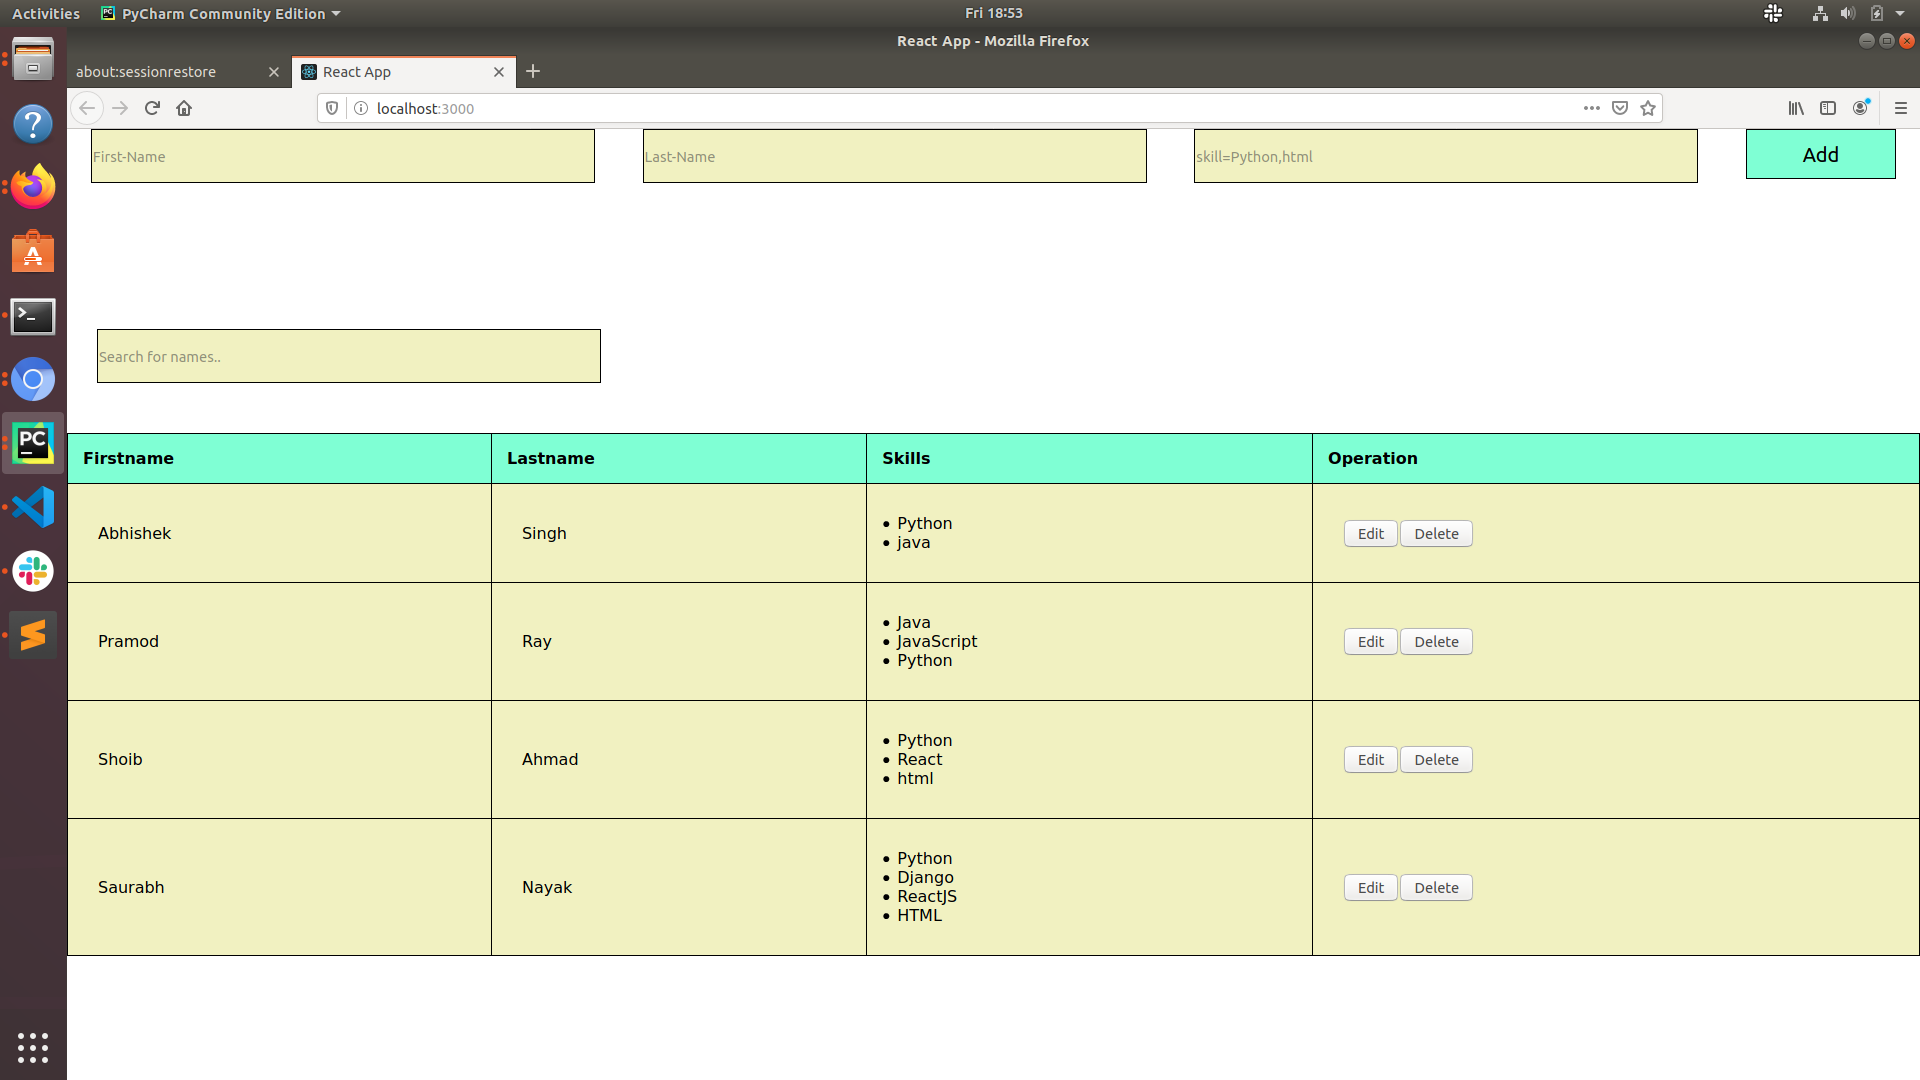 Activities PyCharm Community Edition Fri 18:53
React App - Mozilla Firefox
about:sessionrestore React App
localhost:3000
First-Name Last-Name skill=Python,html Add
Search for names..
Firstname Lastname Skills Operation
Abhishek Singh Python Edit Delete
java
Pramod Ray Java Edit Delete
JavaScript
Python
Shoib Ahmad Python Edit Delete
React
html
Saurabh Nayak Python Edit Delete
Django
ReactJS
HTML
PC